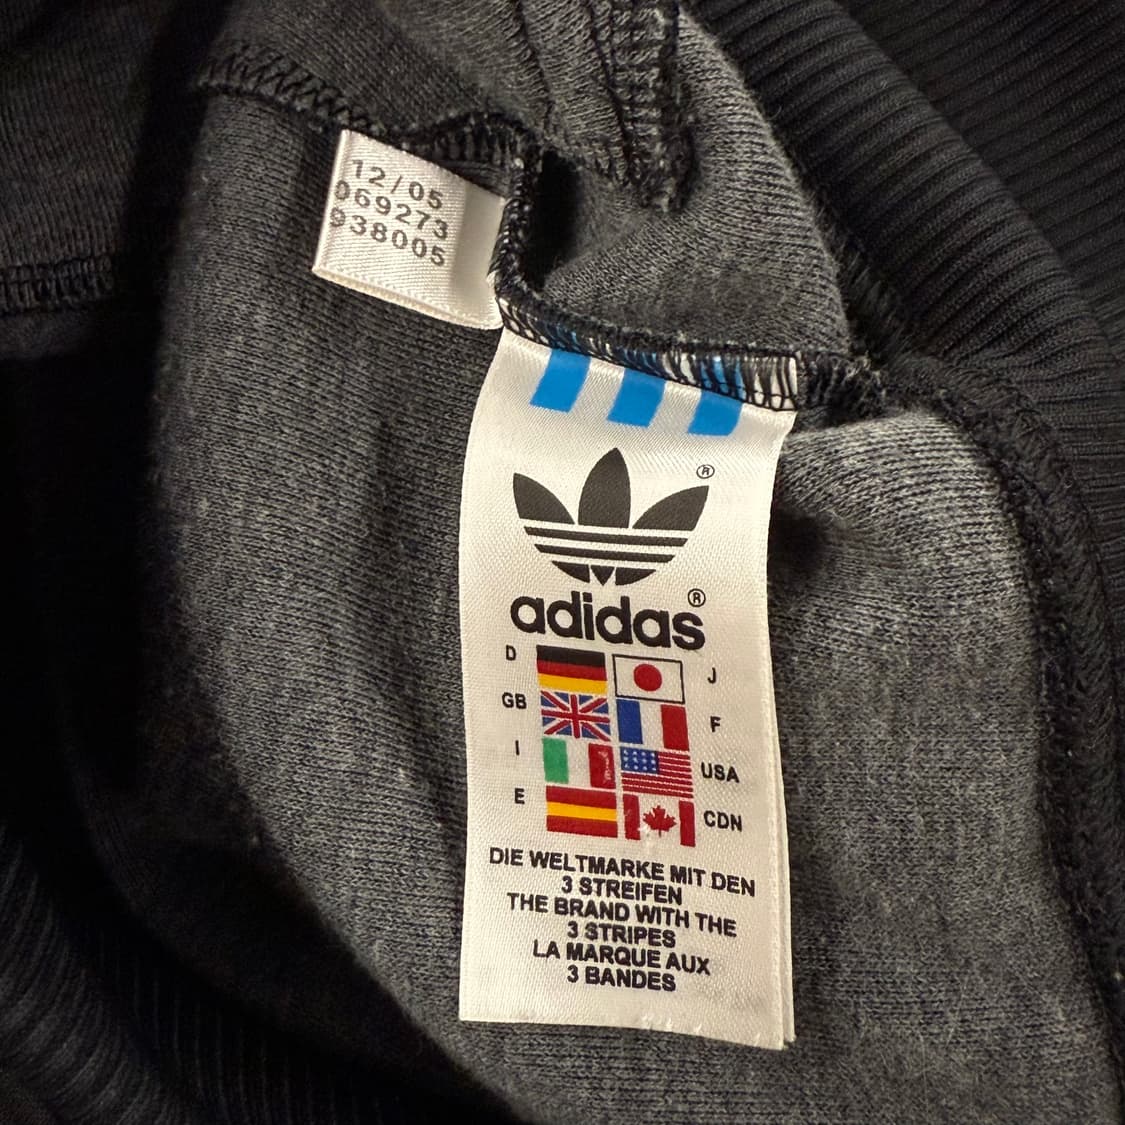 12/05
069273
938005
®
adidas®
D
J
GB
F
I
USA
E
CDN
DIE WELTMARKE MIT DEN
3 STREIFEN
THE BRAND WITH THE
3 STRIPES
LA MARQUE AUX
3 BANDES